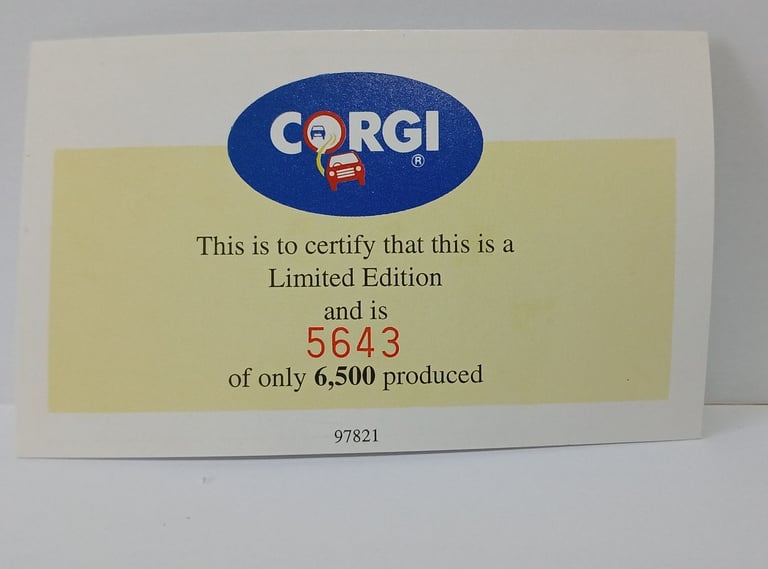 CORGI
®
This is to certify that this is a
Limited Edition
and is
5643
of only 6,500 produced
97821